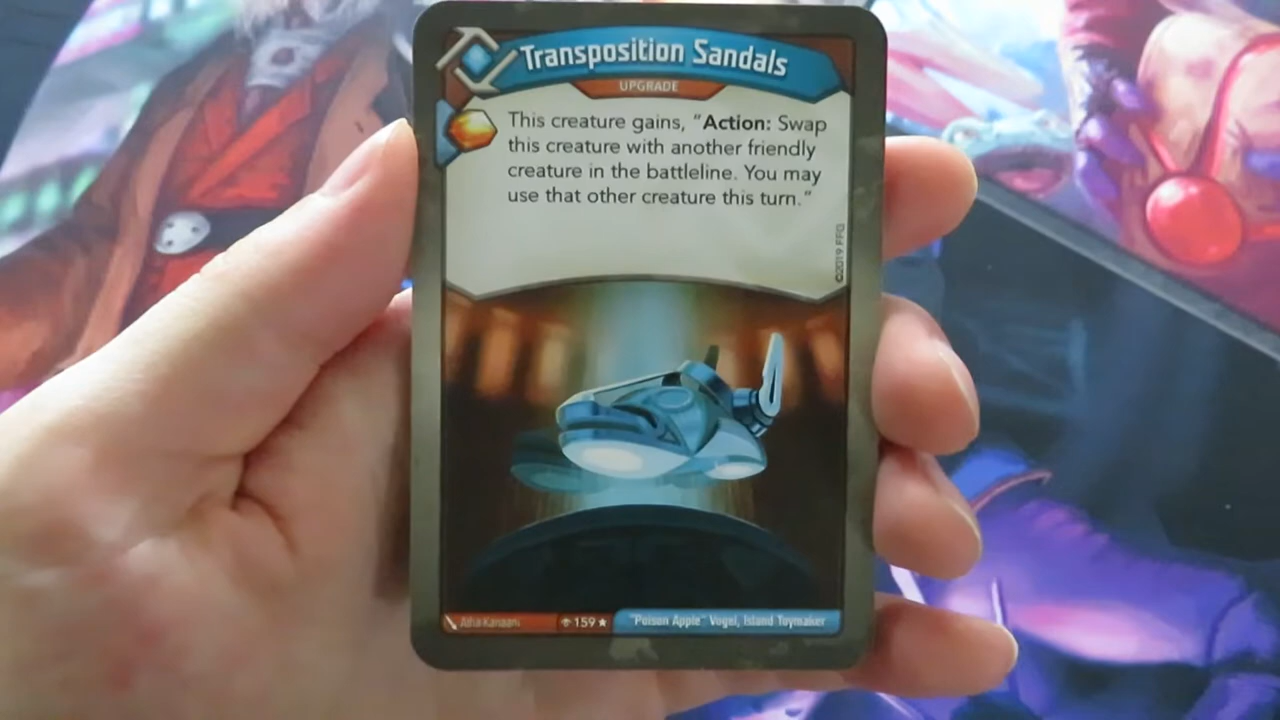 Transposition Sandals
UPGRADE
This creature gains, "Action: Swap
this creature with another friendly
creature in the battleline. You may
use that other creature this turn."
©2019 FFG
Atha Kanaani
159★
"Poison Apple" Vogel, Island Toymaker